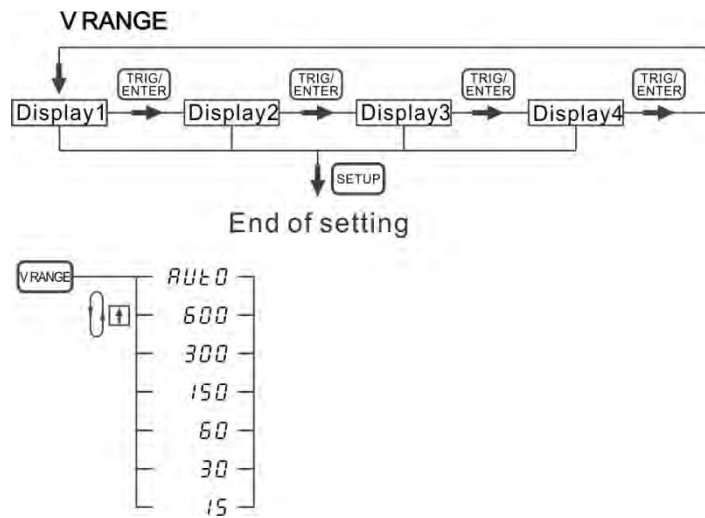 V RANGE
TRIG/ TRIG/ TRIG/ TRIG/
ENTER ENTER ENTER ENTER
Display1 Display2 Display3 Display4
SETUP
End of setting
V RANGE
AUtO
600
300
150
60
30
15